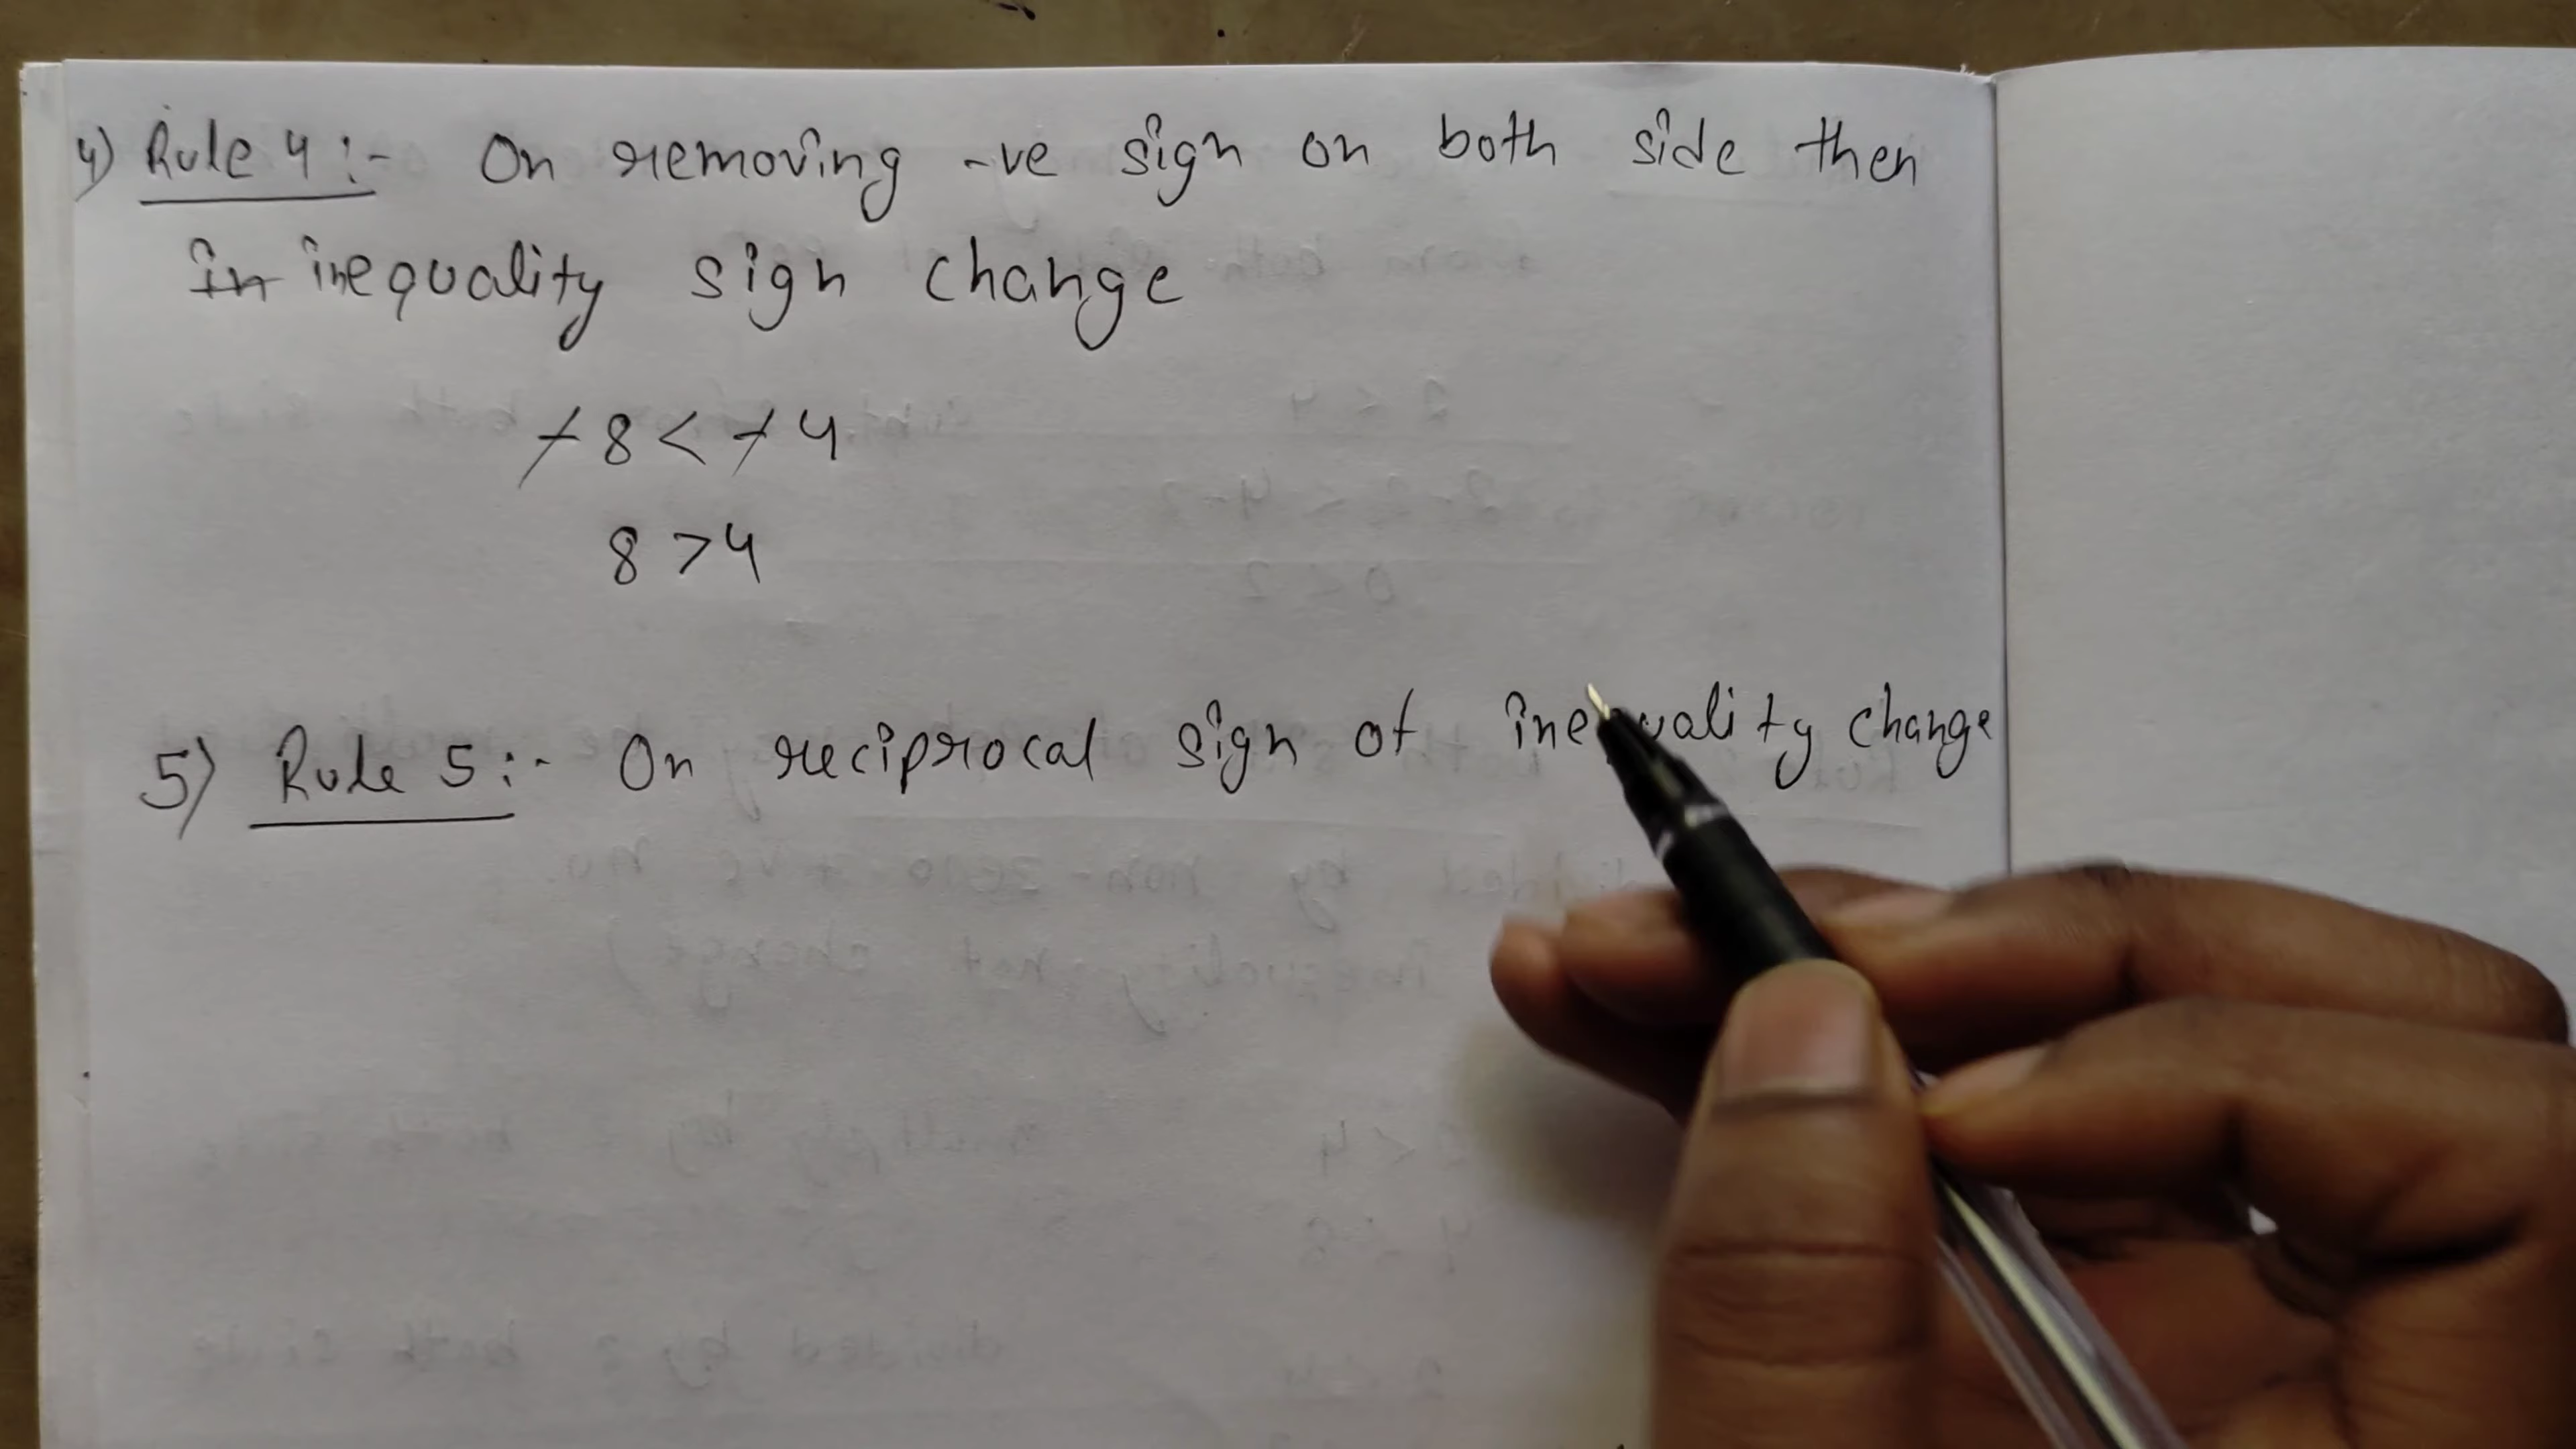 4) Rule 4 :- On removing -ve sign on both side then
in inequality sign change
-8 < -4
8 > 4
5) Rule 5 :- On reciprocal sign of inequality change